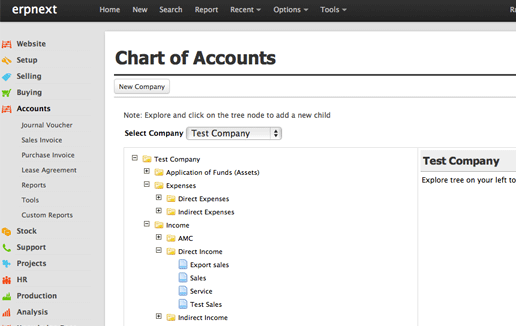 erpnext Home New Search Report Recent Options Tools
Website
Setup
Selling
Buying
Accounts
Journal Voucher
Sales Invoice
Purchase Invoice
Lease Agreement
Reports
Tools
Custom Reports
Stock
Support
Projects
HR
Production
Analysis
Chart of Accounts
New Company
Note: Explore and click on the tree node to add a new child
Select Company Test Company
Test Company
Application of Funds (Assets)
Expenses
Direct Expenses
Indirect Expenses
Income
AMC
Direct Income
Export sales
Sales
Service
Test Sales
Indirect Income
Test Company
Explore tree on your left to